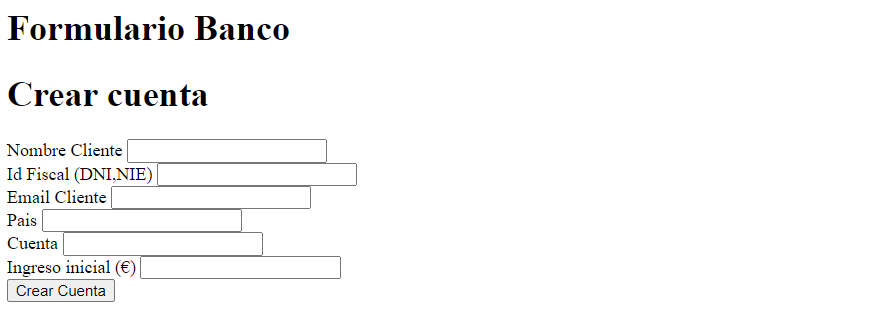 Formulario Banco
Crear cuenta
Nombre Cliente
Id Fiscal (DNI,NIE)
Email Cliente
Pais
Cuenta
Ingreso inicial (€)
Crear Cuenta